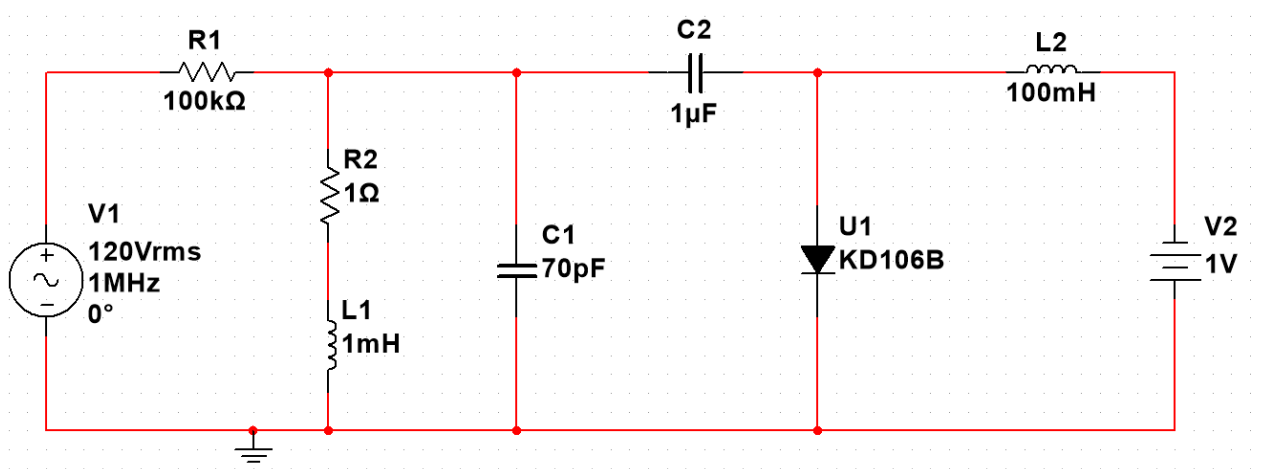 R1
100kΩ
C2
1µF
L2
100mH
R2
1Ω
V1
120Vrms
1MHz
0°
C1
70pF
U1
KD106B
V2
1V
L1
1mH